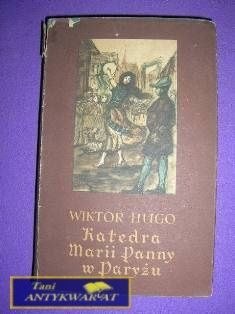 WIKTOR HUGO
Katedra
Marii Panny
w Paryżu
Tani
ANTYKWARIAT